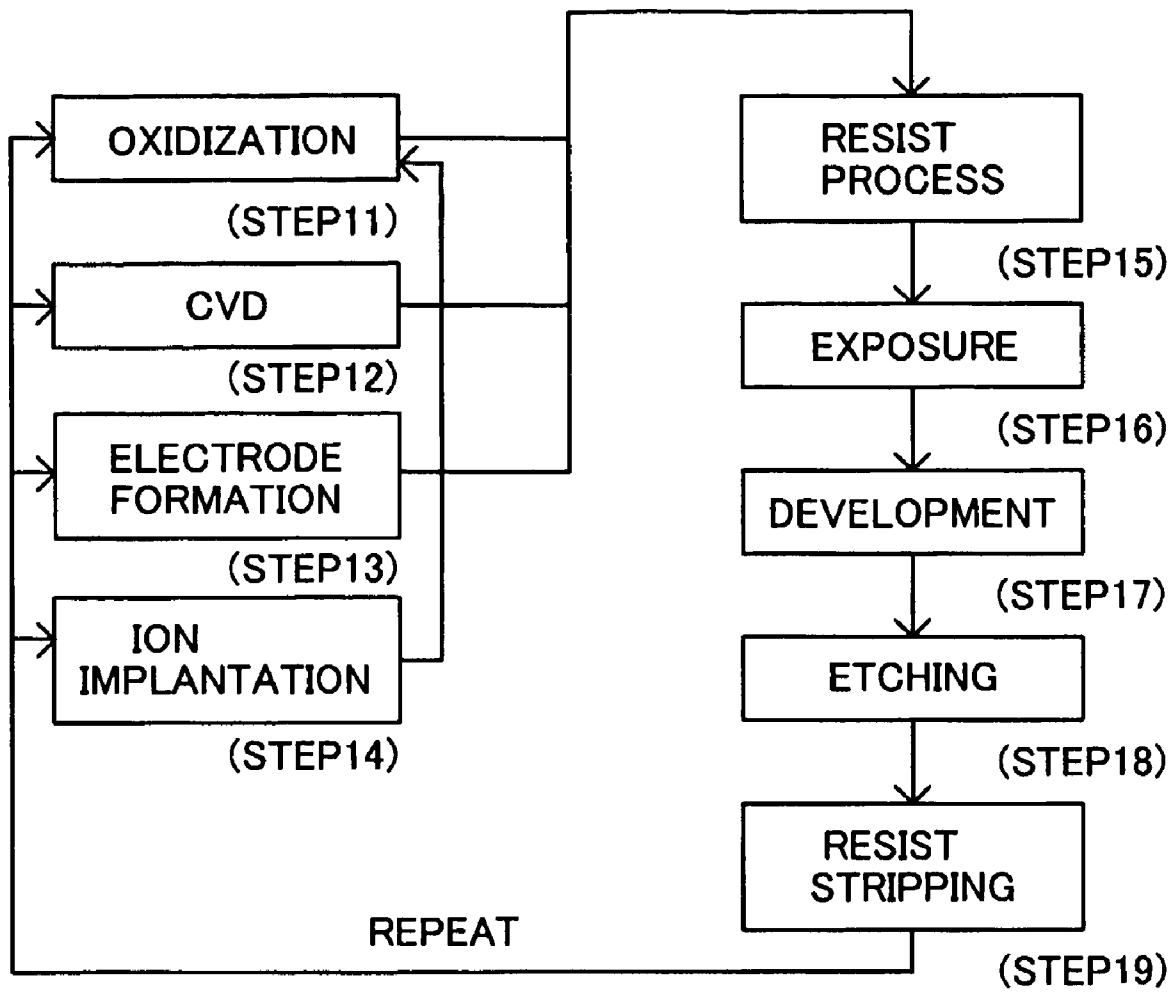 OXIDIZATION
(STEP11)
CVD
(STEP12)
ELECTRODE
FORMATION
(STEP13)
ION
IMPLANTATION
(STEP14)
RESIST
PROCESS
(STEP15)
EXPOSURE
(STEP16)
DEVELOPMENT
(STEP17)
ETCHING
(STEP18)
RESIST
STRIPPING
(STEP19)
REPEAT